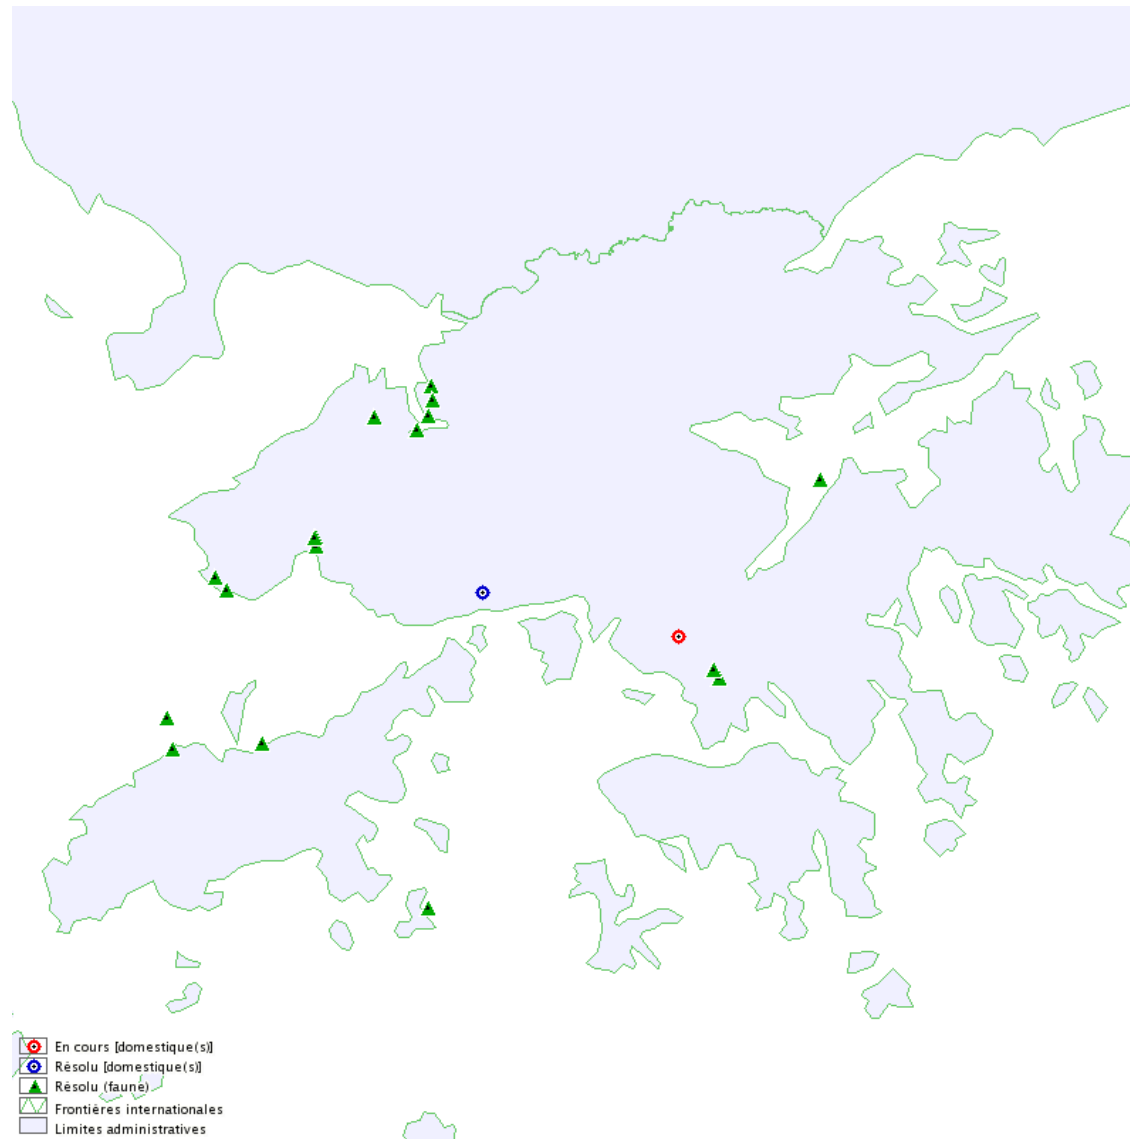 En cours [domestique(s)]
Résolu [domestique(s)]
Résolu (faune)
Frontières internationales
Limites administratives